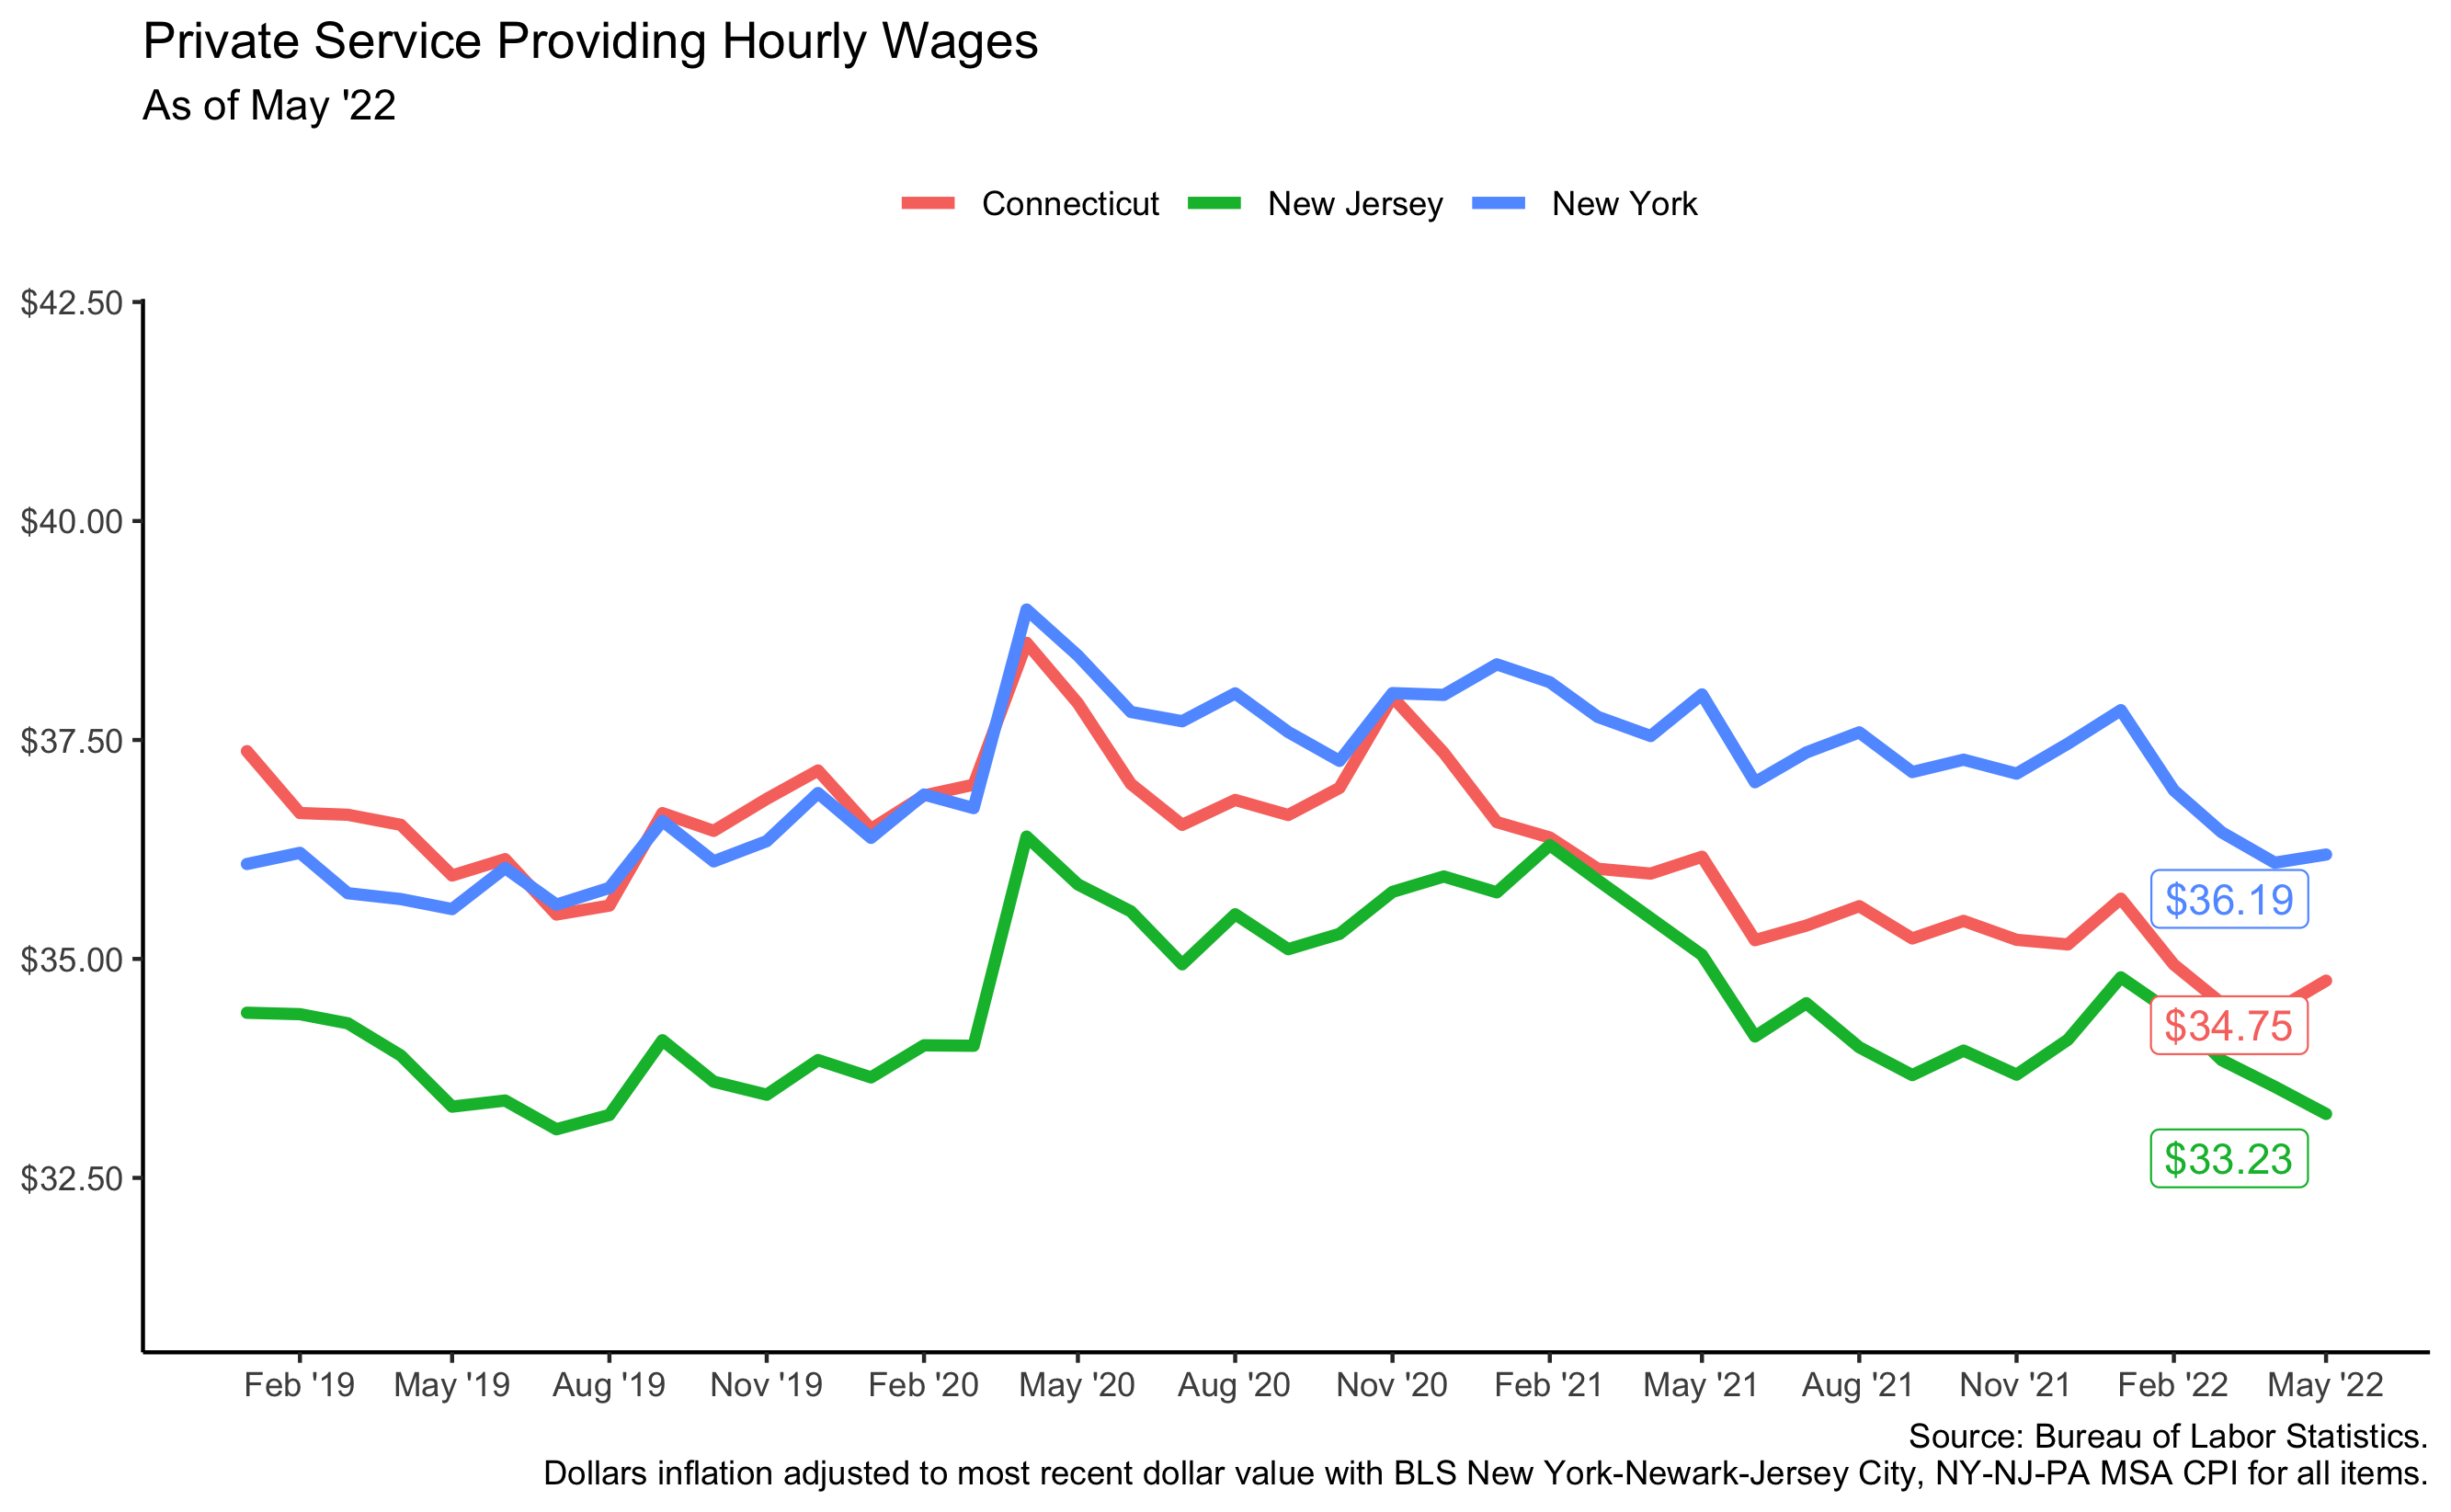 Private Service Providing Hourly Wages
As of May '22
Connecticut New Jersey New York
$42.50
$40.00
$37.50
$35.00
$32.50
$36.19
$34.75
$33.23
Feb '19 May '19 Aug '19 Nov '19 Feb '20 May '20 Aug '20 Nov '20 Feb '21 May '21 Aug '21 Nov '21 Feb '22 May '22
Source: Bureau of Labor Statistics.
Dollars inflation adjusted to most recent dollar value with BLS New York-Newark-Jersey City, NY-NJ-PA MSA CPI for all items.